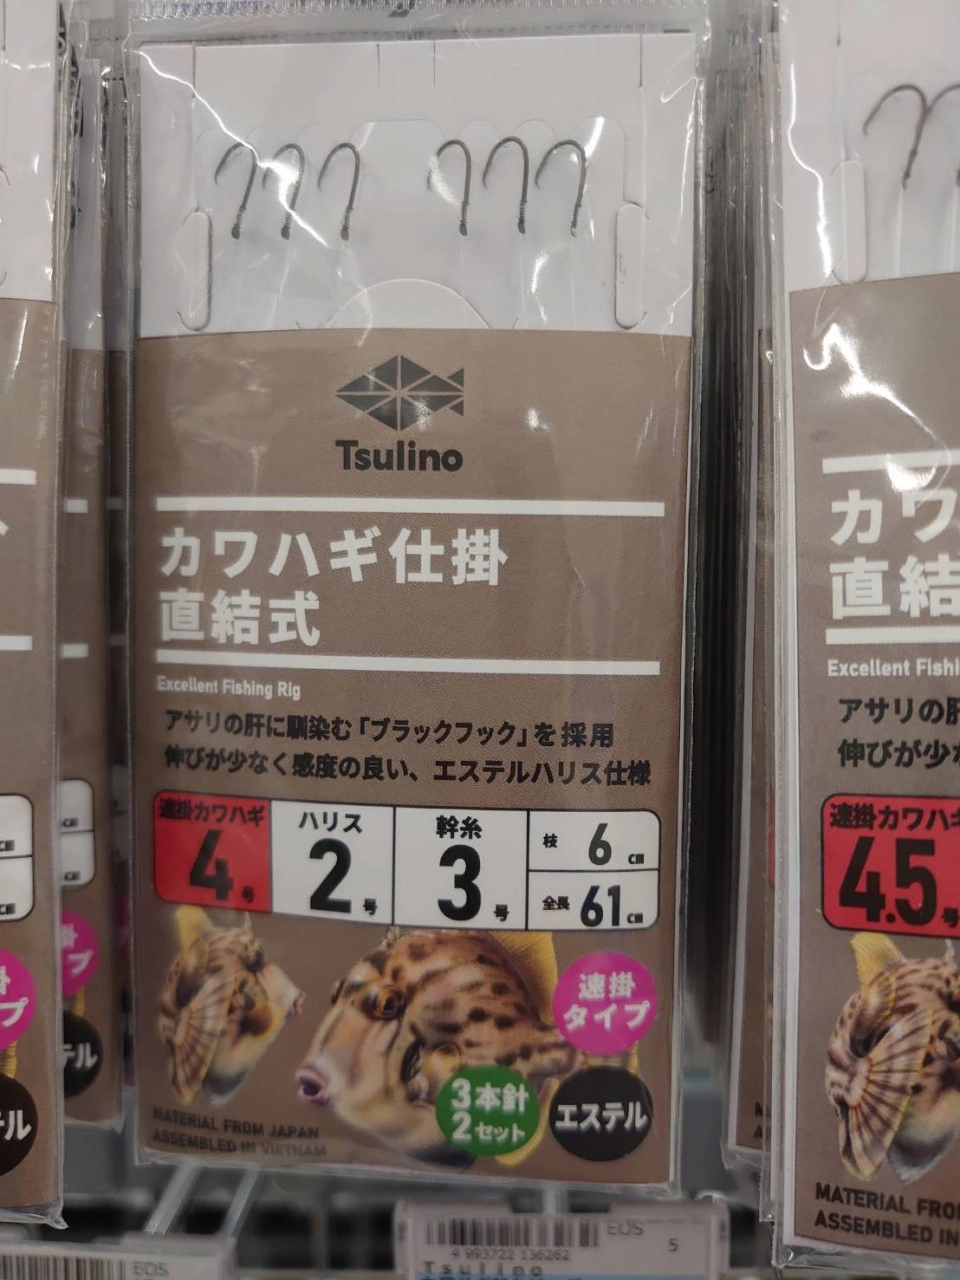 Tsulino
カワハギ仕掛
直結式
Excellent Fishing Rig
アサリの肝に馴染む「ブラックフック」を採用
伸びが少なく感度の良い、エステルハリス仕様
速掛カワハギ
4号
ハリス
2号
幹糸
3号
枝 6cm
全長 61cm
速掛
タイプ
3本針
2セット
エステル
MATERIAL FROM JAPAN
ASSEMBLED IN VIETNAM
カワ
直結
Excellent Fishi
アサリの肝
伸びが少な
速掛カワハギ
4.5号
MATERIAL FROM
ASSEMBLED IN
EOS
5
4 993722 136262
Tsulino
EOS